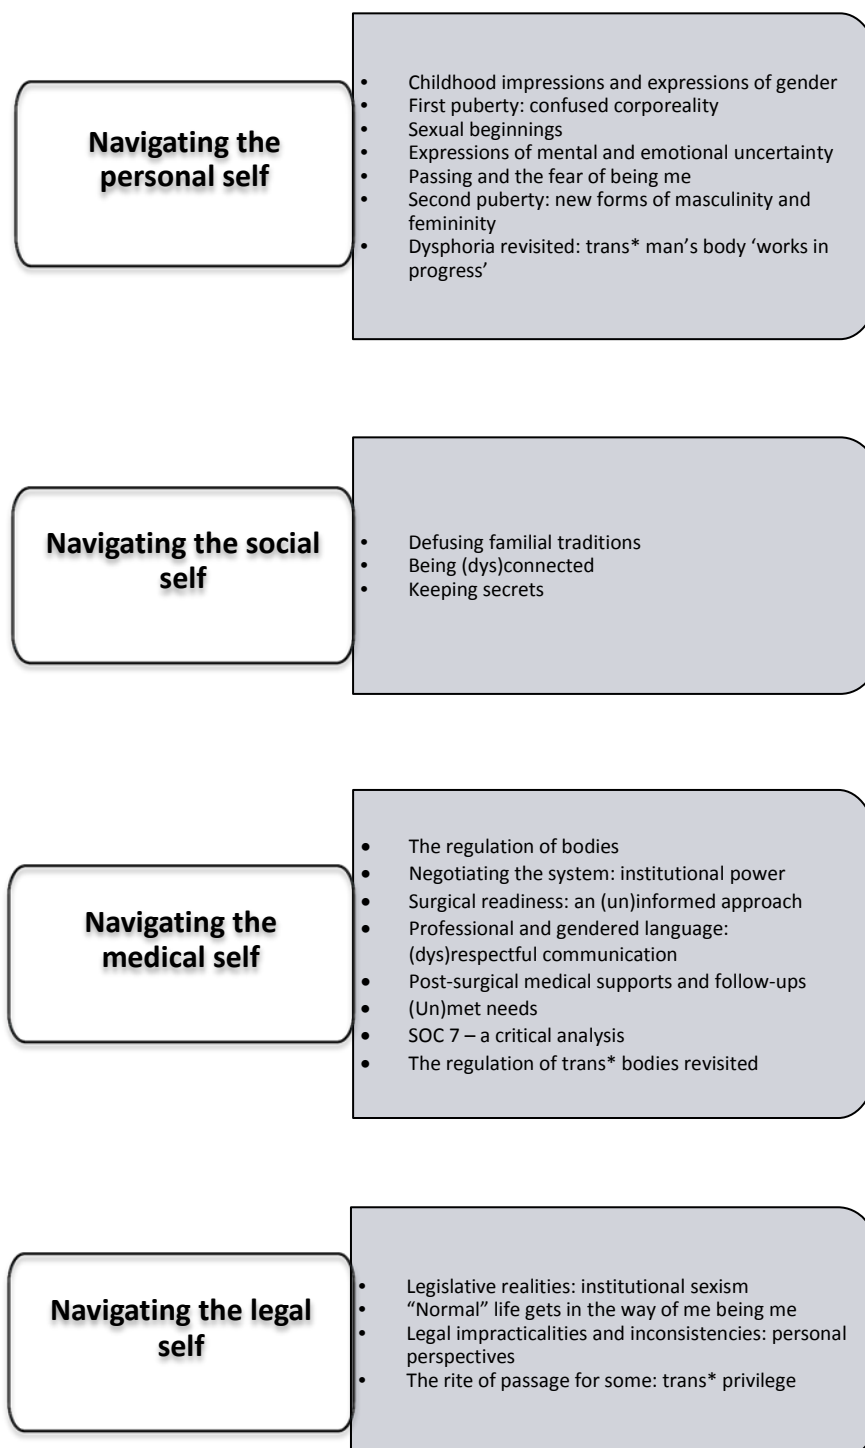 Navigating the
personal self
• Childhood impressions and expressions of gender
• First puberty: confused corporeality
• Sexual beginnings
• Expressions of mental and emotional uncertainty
• Passing and the fear of being me
• Second puberty: new forms of masculinity and
femininity
• Dysphoria revisited: trans* man’s body ‘works in
progress’
Navigating the social
self
• Defusing familial traditions
• Being (dys)connected
• Keeping secrets
Navigating the
medical self
• The regulation of bodies
• Negotiating the system: institutional power
• Surgical readiness: an (un)informed approach
• Professional and gendered language:
(dys)respectful communication
• Post-surgical medical supports and follow-ups
• (Un)met needs
• SOC 7 – a critical analysis
• The regulation of trans* bodies revisited
Navigating the legal
self
• Legislative realities: institutional sexism
• “Normal” life gets in the way of me being me
• Legal impracticalities and inconsistencies: personal
perspectives
• The rite of passage for some: trans* privilege